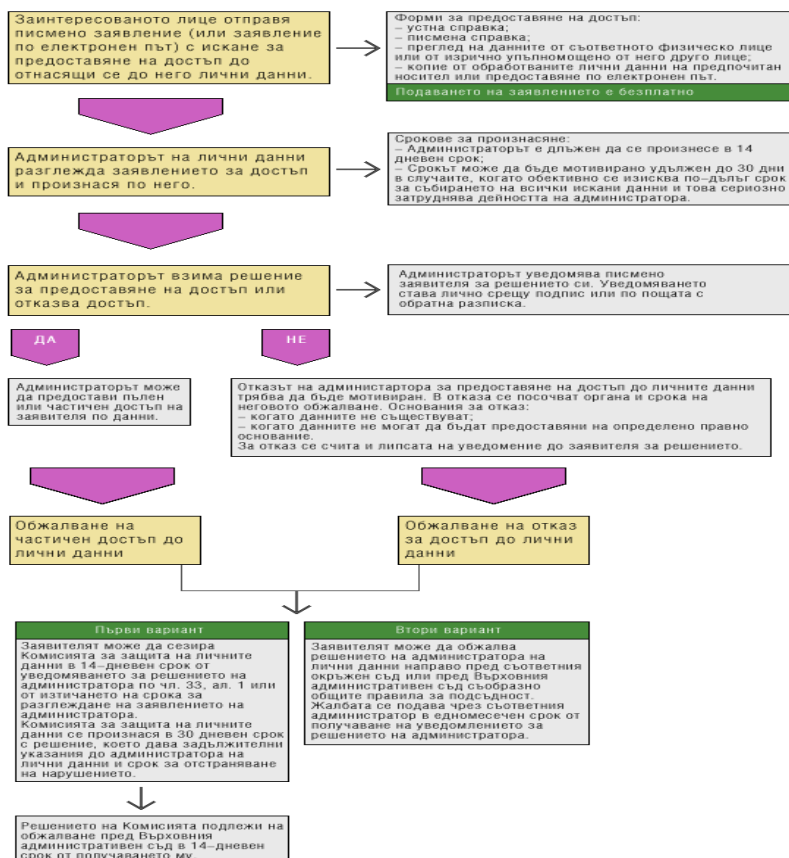 Заинтересованото лице отправя
писмено заявление (или заявление
по електронен път) с искане за
предоставяне на достъп до
отнасящи се до него лични данни.
Форми за предоставяне на достъп:
– устна справка;
– писмена справка;
– преглед на данните от съответното физическо лице
или от изрично упълномощено от него друго лице;
– копие от обработваните лични данни на предпочитан
носител или предоставяне по електронен път.
Подаването на заявлението е безплатно
Администраторът на лични данни
разглежда заявлението за достъп
и произнася по него.
Срокове за произнасяне:
– Администраторът е длъжен да се произнесе в 14
дневен срок;
– Срокът може да бъде мотивирано удължен до 30 дни
в случаите, когато обективно се изисква по–дълъг срок
за събирането на всички искани данни и това сериозно
затруднява дейността на администратора.
Администраторът взима решение
за предоставяне на достъп или
отказва достъп.
Администраторът уведомява писмено
заявителя за решението си. Уведомяването
става лично срещу подпис или по пощата с
обратна разписка.
ДА
НЕ
Администраторът може
да предостави пълен
или частичен достъп на
заявителя по данни.
Отказът на администартора за предоставяне на достъп до личните данни
трябва да бъде мотивиран. В отказа се посочват органа и срока на
неговото обжалване. Основания за отказ:
– когато данните не съществуват;
– когато данните не могат да бъдат предоставяни на определено правно
основание.
За отказ се счита и липсата на уведомение до заявителя за решението.
Обжалване на
частичен достъп до
лични данни
Обжалване на отказ
за достъп до лични
данни
Първи вариант
Заявителят може да сезира
Комисията за защита на личните
данни в 14–дневен срок от
уведомяването за решението на
администратора по чл. 33, ал. 1 или
от изтичането на срока за
разглеждане на заявлението на
администратора.
Комисията за защита на личните
данни се произнася в 30 дневен срок
с решение, което дава задължителни
указания до администратора на
лични данни и срок за отстраняване
на нарушението.
Втори вариант
Заявителят може да обжалва
решението на администратора на
лични данни направо пред съответния
окръжен съд или пред Върховния
административен съд съобразно
общите правила за подсъдност.
Жалбата се подава чрез съответния
администратор в едномесечен срок от
получаване на уведомлението за
решението на администратора.
Решението на Комисията подлежи на
обжалване пред Върховния
административен съд в 14–дневен
срок от получаването му.